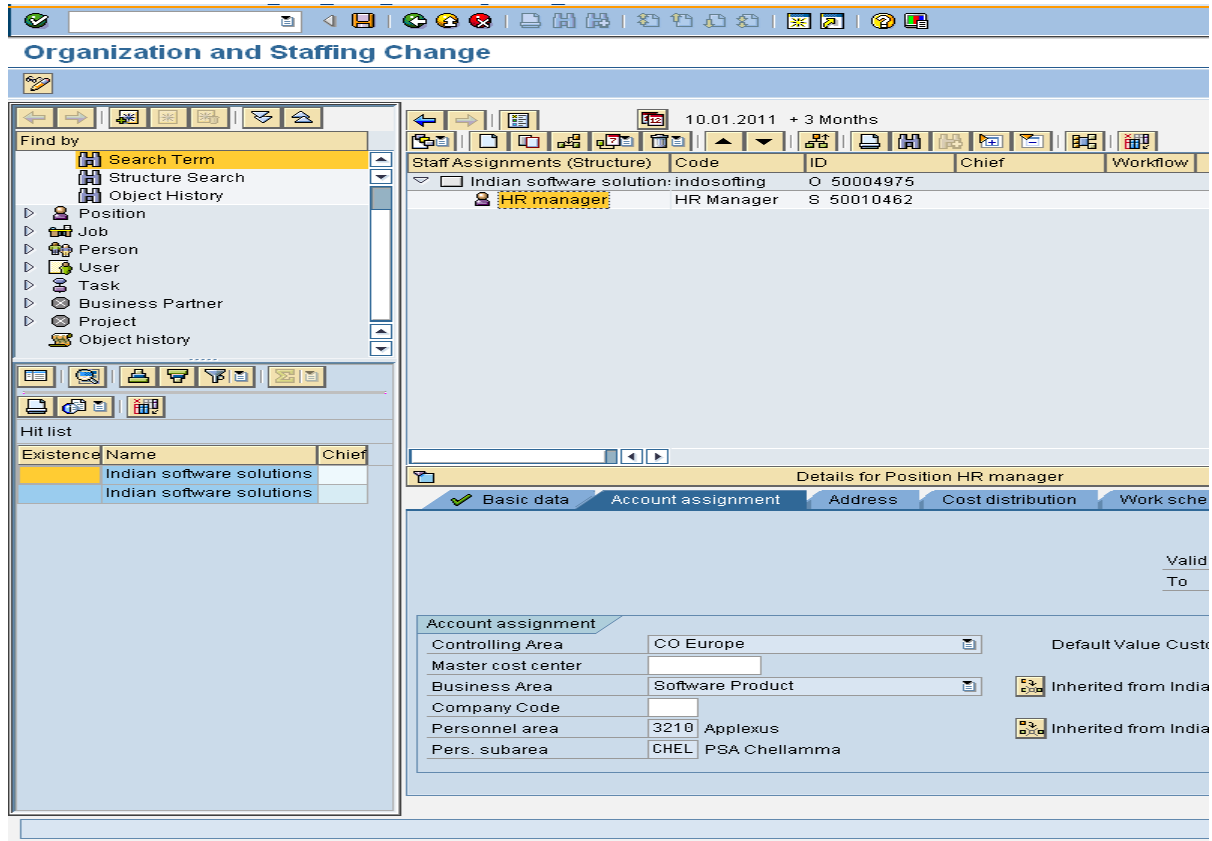 Organization and Staffing Change
Find by
Search Term
Structure Search
Object History
Position
Job
Person
User
Task
Business Partner
Project
Object history
Hit list
Existence Name Chief
Indian software solutions
Indian software solutions
10.01.2011 + 3 Months
Staff Assignments (Structure) Code ID Chief Workflow
Indian software solution: indosofting O 50004975
HR manager HR Manager S 50010462
Details for Position HR manager
Basic data Account assignment Address Cost distribution Work sche
Valid
To
Account assignment
Controlling Area CO Europe Default Value Custo
Master cost center
Business Area Software Product Inherited from India
Company Code
Personnel area 3210 Applexus Inherited from India
Pers. subarea CHEL PSA Chellamma